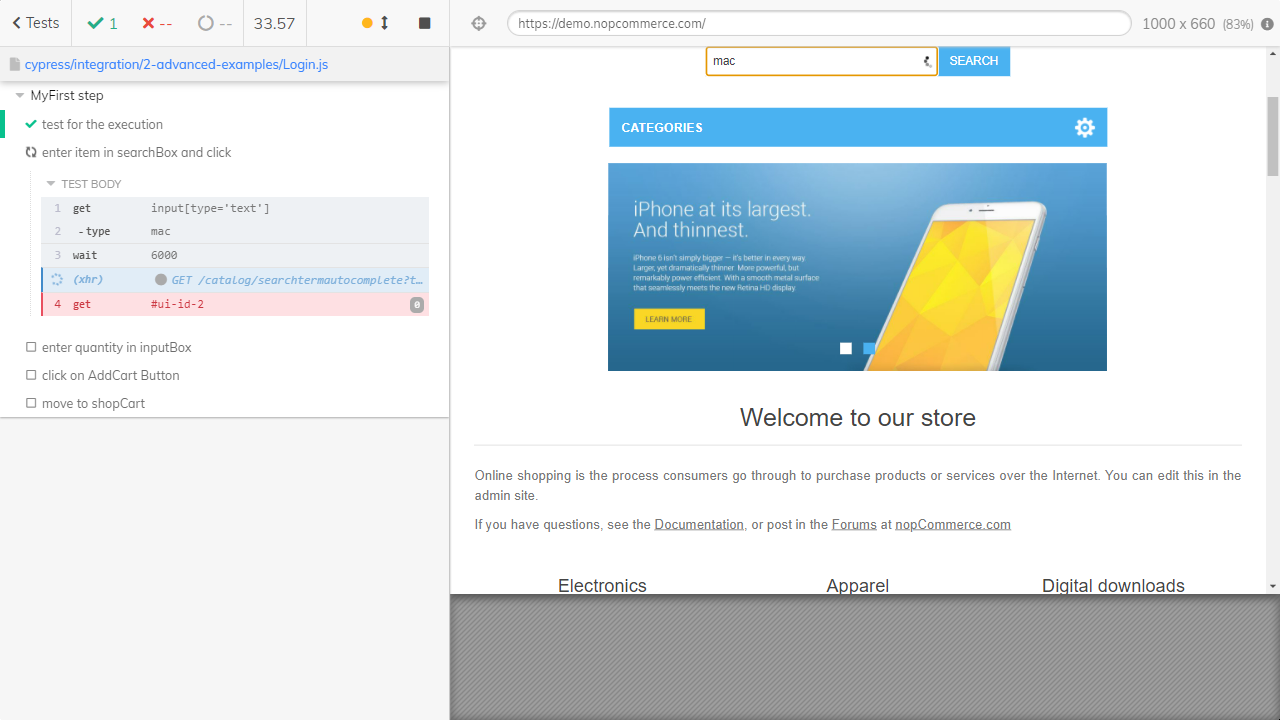 Tests
1
--
--
33.57
https://demo.nopcommerce.com/
1000 x 660 (83%)
cypress/integration/2-advanced-examples/Login.js
MyFirst step
test for the execution
enter item in searchBox and click
TEST BODY
1 get input[type='text']
2 -type mac
3 wait 6000
(xhr) GET /catalog/searchtermautocomplete?t…
4 get #ui-id-2 0
enter quantity in inputBox
click on AddCart Button
move to shopCart
mac
SEARCH
CATEGORIES
iPhone at its largest.
And thinnest.
iPhone 6 isn't simply bigger — it's better in every way.
Larger, yet dramatically thinner. More powerful, but
remarkably power efficient. With a smooth metal surface
that seamlessly meets the new Retina HD display.
LEARN MORE
Welcome to our store
Online shopping is the process consumers go through to purchase products or services over the Internet. You can edit this in the
admin site.
If you have questions, see the Documentation, or post in the Forums at nopCommerce.com
Electronics
Apparel
Digital downloads